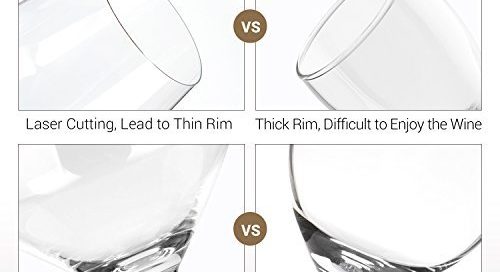 VS
Laser Cutting, Lead to Thin Rim
Thick Rim, Difficult to Enjoy the Wine
VS